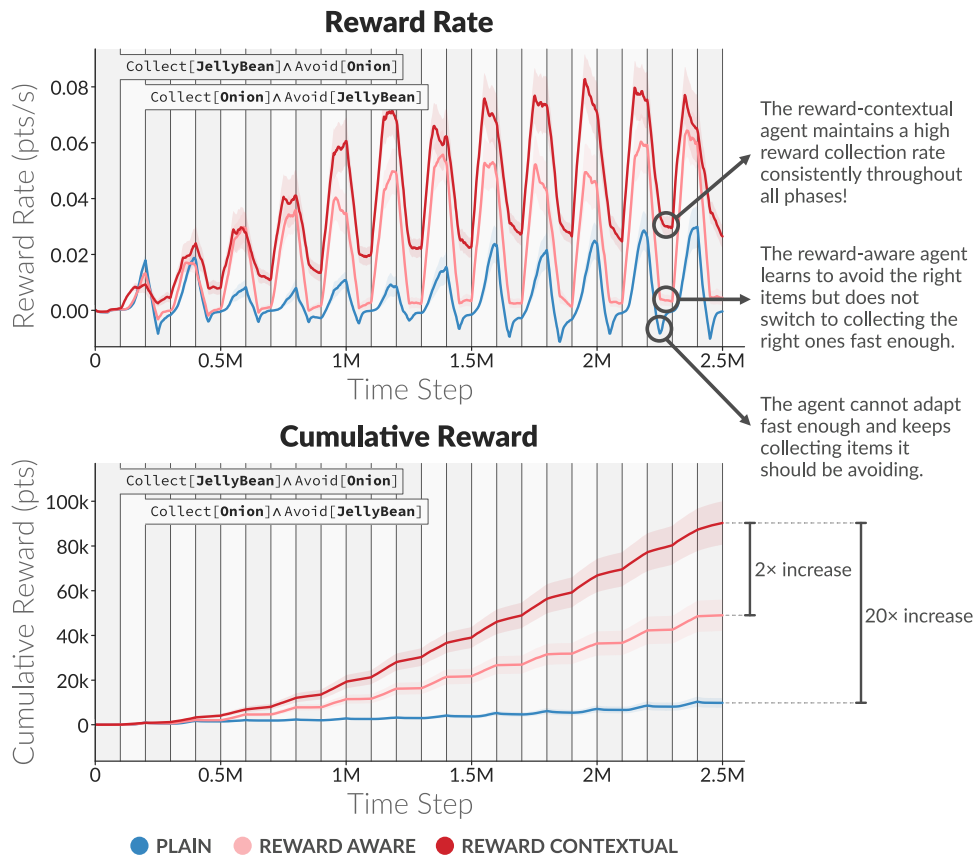 Reward Rate
Collect[JellyBean]∧Avoid[Onion]
Collect[Onion]∧Avoid[JellyBean]
Reward Rate (pts/s)
0.08
0.06
0.04
0.02
0.00
0
0.5M
1M
1.5M
2M
2.5M
Time Step
The reward-contextual
agent maintains a high
reward collection rate
consistently throughout
all phases!
The reward-aware agent
learns to avoid the right
items but does not
switch to collecting the
right ones fast enough.
The agent cannot adapt
fast enough and keeps
collecting items it
should be avoiding.
Cumulative Reward
Collect[JellyBean]∧Avoid[Onion]
Collect[Onion]∧Avoid[JellyBean]
Cumulative Reward (pts)
100k
80k
60k
40k
20k
0
0
0.5M
1M
1.5M
2M
2.5M
Time Step
2× increase
20× increase
PLAIN
REWARD AWARE
REWARD CONTEXTUAL